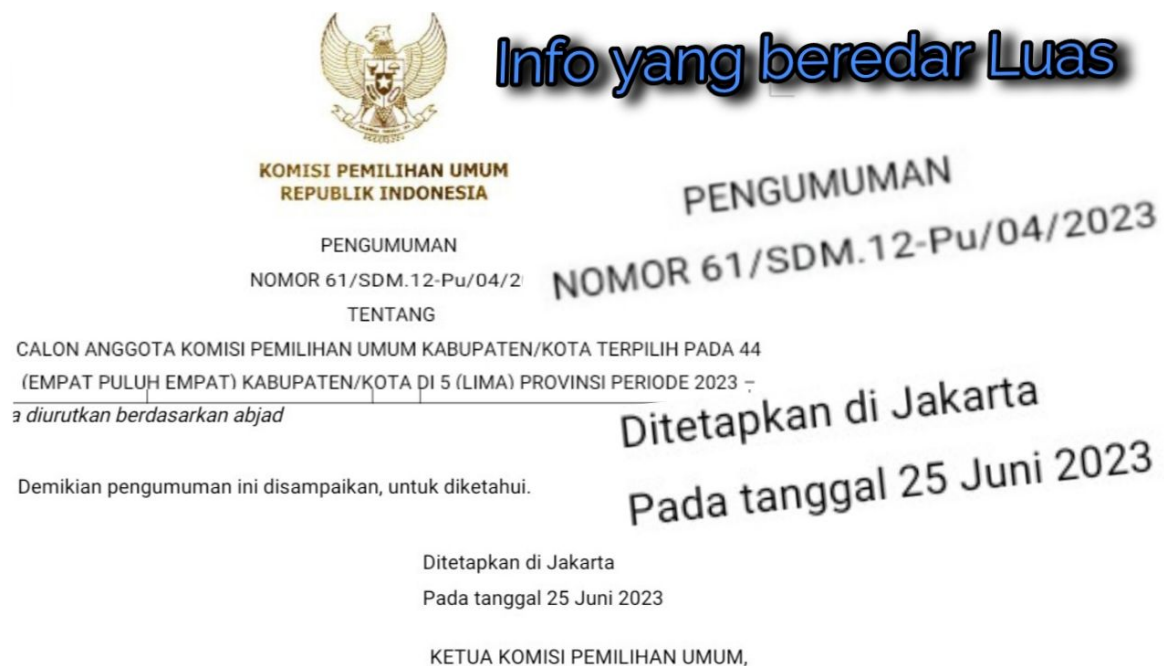 Info yang beredar Luas
KOMISI PEMILIHAN UMUM
REPUBLIK INDONESIA
PENGUMUMAN
NOMOR 61/SDM.12-Pu/04/2
TENTANG
CALON ANGGOTA KOMISI PEMILIHAN UMUM KABUPATEN/KOTA TERPILIH PADA 44
(EMPAT PULUH EMPAT) KABUPATEN/KOTA DI 5 (LIMA) PROVINSI PERIODE 2023 –
a diurutkan berdasarkan abjad
Demikian pengumuman ini disampaikan, untuk diketahui.
Ditetapkan di Jakarta
Pada tanggal 25 Juni 2023
KETUA KOMISI PEMILIHAN UMUM,
PENGUMUMAN
NOMOR 61/SDM.12-Pu/04/2023
Ditetapkan di Jakarta
Pada tanggal 25 Juni 2023